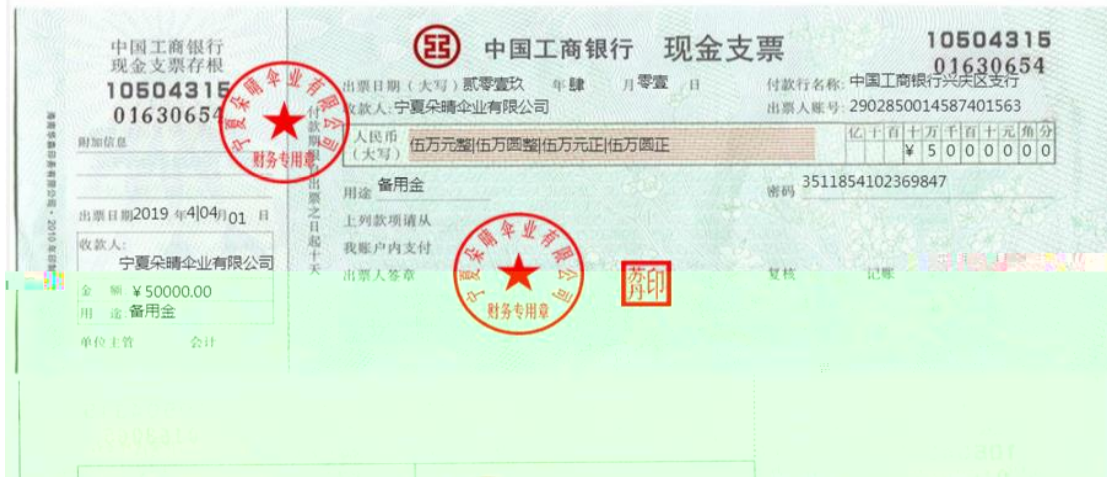 中国工商银行
现金支票存根
10504315
01630654
附加信息
出票日期2019 年4|04月01 日
收款人:
宁夏朵晴伞业有限公司
金 额 ¥50000.00
用 途 备用金
单位主管 会计
付款期限自出票之日起十天
中国工商银行 现金支票
10504315
01630654
出票日期(大写)贰零壹玖 年肆 月零壹 日
付款行名称: 中国工商银行兴庆区支行
收款人:宁夏朵晴伞业有限公司
出票人账号: 2902850014587401563
人民币
(大写)
伍万元整|伍万圆整|伍万元正|伍万圆正
亿千百十万千百十元角分
¥5000000
用途 备用金
密码 3511854102369847
上列款项请从
我账户内支付
出票人签章
复核 记账
宁夏朵晴伞业有限公司
财务专用章
宁夏朵晴伞业有限公司
财务专用章
苏丹印